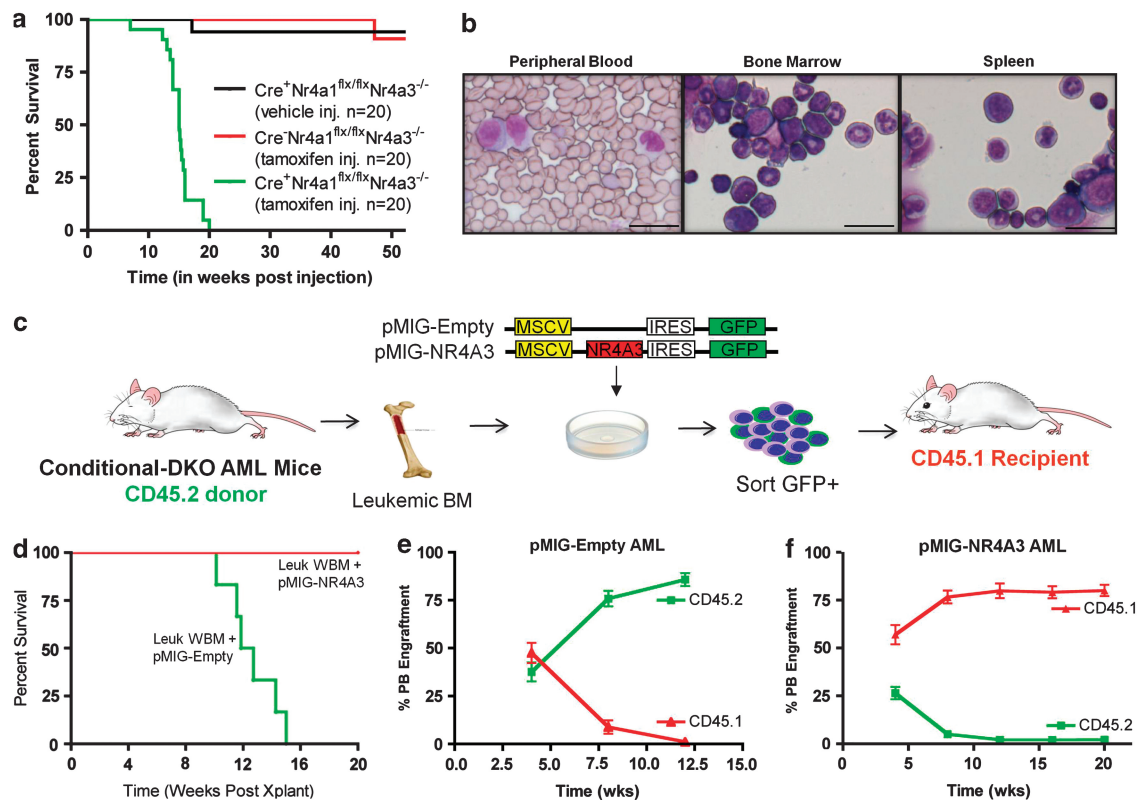 a
100
75
50
25
0
Percent Survival
0 10 20 30 40 50
Time (in weeks post injection)
Cre+Nr4a1flx/flxNr4a3-/-
(vehicle inj. n=20)
Cre-Nr4a1flx/flxNr4a3-/-
(tamoxifen inj. n=20)
Cre+Nr4a1flx/flxNr4a3-/-
(tamoxifen inj. n=20)
b
Peripheral Blood
Bone Marrow
Spleen
c
pMIG-Empty MSCV IRES GFP
pMIG-NR4A3 MSCV NR4A3 IRES GFP
Conditional-DKO AML Mice
CD45.2 donor
Leukemic BM
Sort GFP+
CD45.1 Recipient
d
100
75
50
25
0
Percent Survival
Leuk WBM +
pMIG-NR4A3
Leuk WBM +
pMIG-Empty
0 4 8 12 16 20
Time (Weeks Post Xplant)
e
pMIG-Empty AML
100
75
50
25
0
% PB Engraftment
CD45.2
CD45.1
0.0 2.5 5.0 7.5 10.0 12.5 15.0
Time (wks)
f
pMIG-NR4A3 AML
100
75
50
25
0
% PB Engraftment
CD45.1
CD45.2
0 5 10 15 20
Time (wks)